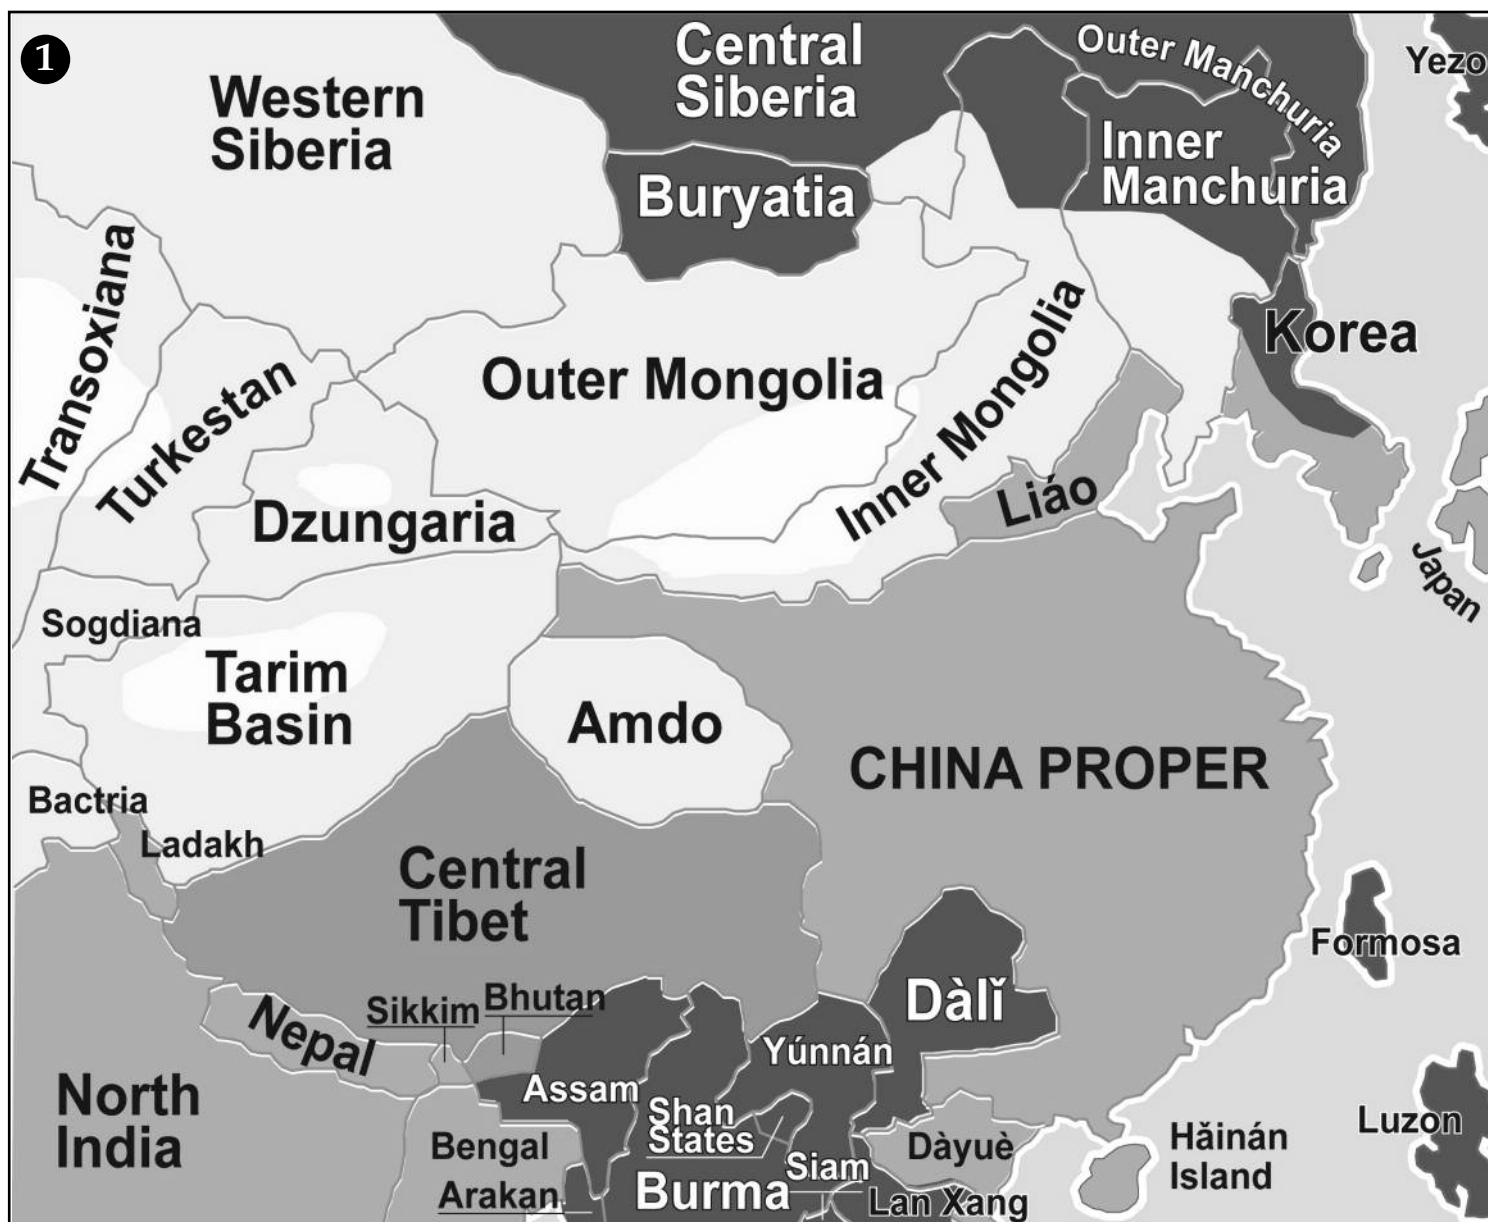 1
Central
Siberia
Outer Manchuria
Yezo
Western
Siberia
Inner
Manchuria
Buryatia
Transoxiana
Turkestan
Outer Mongolia
Inner Mongolia
Korea
Dzungaria
Liáo
Japan
Sogdiana
Tarim
Basin
Amdo
CHINA PROPER
Bactria
Ladakh
Central
Tibet
Formosa
Dàlǐ
Sikkim
Bhutan
Nepal
Yúnnán
North
India
Assam
Shan
States
Luzon
Bengal
Dàyuè
Hǎinán
Island
Siam
Arakan
Burma
Lan Xang